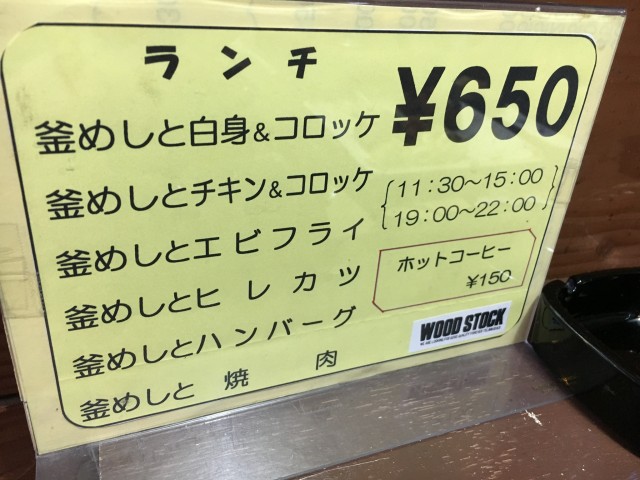 ランチ
¥650
釜めしと白身&コロッケ
釜めしとチキン&コロッケ
釜めしとエビフライ
釜めしとヒレカツ
釜めしとハンバーグ
釜めしと焼肉
11:30～15:00
19:00～22:00
ホットコーヒー
¥150
WOOD STOCK